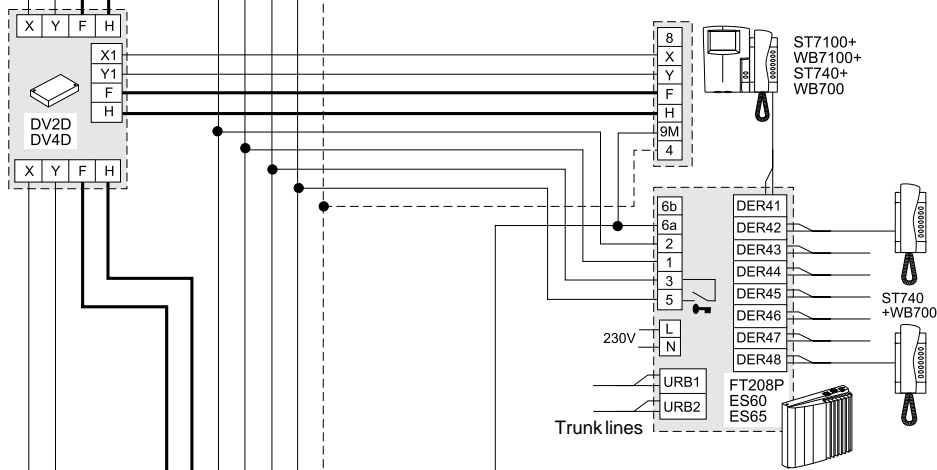 X Y F H
X1
Y1
F
H
DV2D
DV4D
X Y F H
8
X
Y
F
H
9M
4
ST7100+
WB7100+
ST740+
WB700
6b
6a
2
1
3
5
L
N
230V
URB1
URB2
Trunk lines
DER41
DER42
DER43
DER44
DER45
DER46
DER47
DER48
FT208P
ES60
ES65
ST740
+WB700